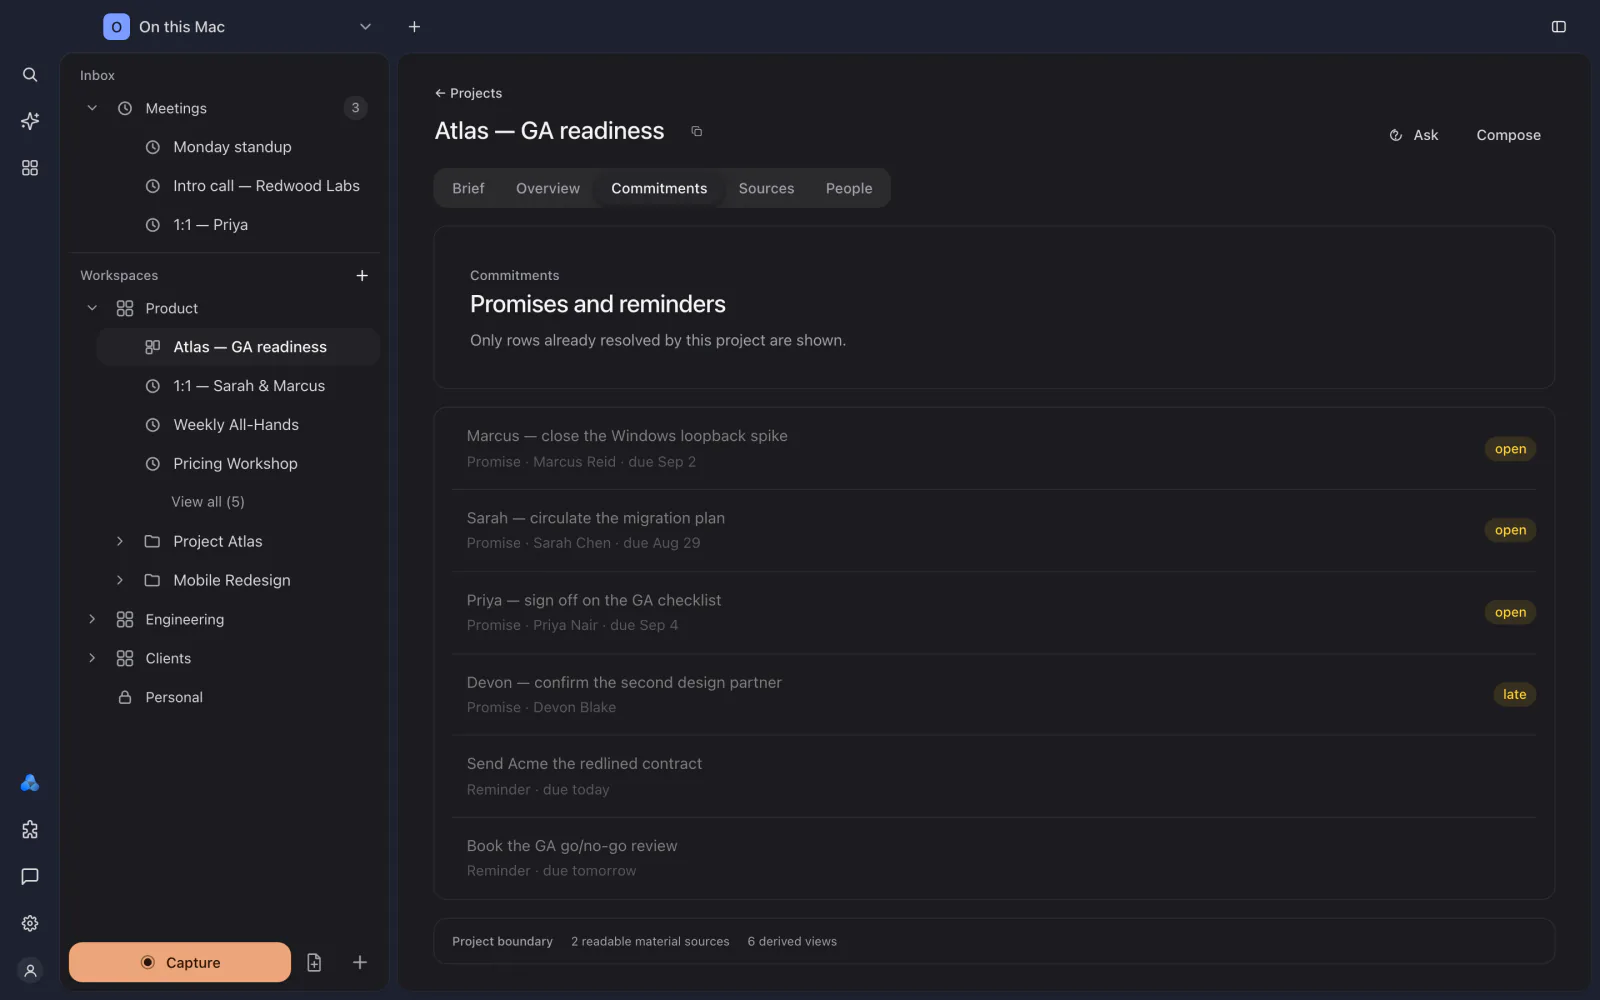 O On this Mac
Inbox
Meetings 3
Monday standup
Intro call — Redwood Labs
1:1 — Priya
Workspaces
Product
Atlas — GA readiness
1:1 — Sarah & Marcus
Weekly All-Hands
Pricing Workshop
View all (5)
Project Atlas
Mobile Redesign
Engineering
Clients
Personal
Capture
← Projects
Atlas — GA readiness
Ask Compose
Brief Overview Commitments Sources People
Commitments
Promises and reminders
Only rows already resolved by this project are shown.
Marcus — close the Windows loopback spike
Promise · Marcus Reid · due Sep 2
open
Sarah — circulate the migration plan
Promise · Sarah Chen · due Aug 29
open
Priya — sign off on the GA checklist
Promise · Priya Nair · due Sep 4
open
Devon — confirm the second design partner
Promise · Devon Blake
late
Send Acme the redlined contract
Reminder · due today
Book the GA go/no-go review
Reminder · due tomorrow
Project boundary 2 readable material sources 6 derived views